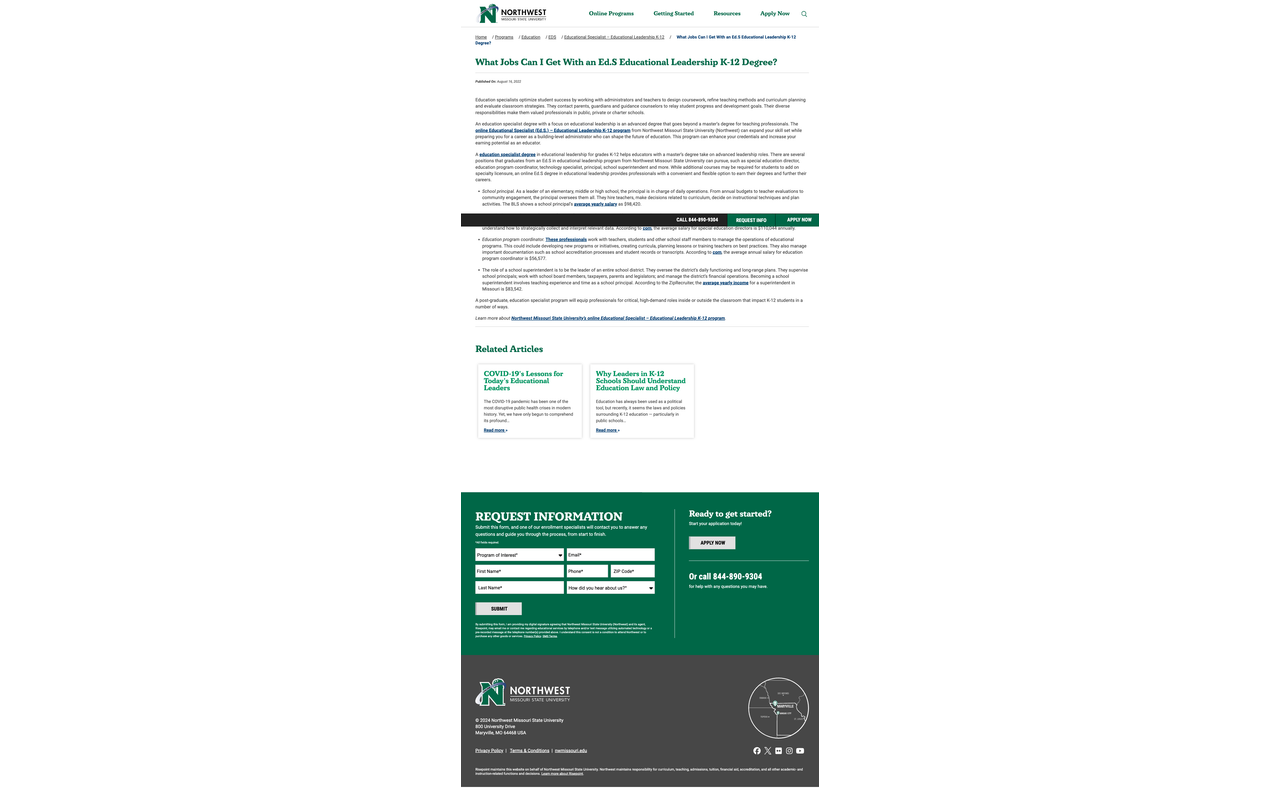 NORTHWEST
MISSOURI STATE UNIVERSITY
Online Programs
Getting Started
Resources
Apply Now
Home / Programs / Education / EDS / Educational Specialist – Educational Leadership K-12 / What Jobs Can I Get With an Ed.S Educational Leadership K-12
Degree?
What Jobs Can I Get With an Ed.S Educational Leadership K-12 Degree?
Published On: August 16, 2022
Education specialists optimize student success by working with administrators and teachers to design coursework, refine teaching methods and curriculum planning
and evaluate classroom strategies. They contact parents, guardians and guidance counselors to relay student progress and development goals. Their diverse
responsibilities make them valued professionals in public, private or charter schools.
An education specialist degree with a focus on educational leadership is an advanced degree that goes beyond a master's degree for teaching professionals. The
online Educational Specialist (Ed.S.) – Educational Leadership K-12 program from Northwest Missouri State University (Northwest) can expand your skill set while
preparing you for a career as a building-level administrator who can shape the future of education. This program can enhance your credentials and increase your
earning potential as an educator.
A education specialist degree in educational leadership for grades K-12 helps educators with a master's degree take on advanced leadership roles. There are several
positions that graduates from an Ed.S in educational leadership program from Northwest Missouri State University can pursue, such as special education director,
education program coordinator, technology specialist, principal, school superintendent and more. While additional courses may be required for students to add on
specialty licensure, an online Ed.S degree in educational leadership provides professionals with a convenient and flexible option to earn their degrees and further their
careers.
• School principal. As a leader of an elementary, middle or high school, the principal is in charge of daily operations. From annual budgets to teacher evaluations to
community engagement, the principal oversees them all. They hire teachers, make decisions related to curriculum, decide on instructional techniques and plan
activities. The BLS shows a school principal's average yearly salary as $98,420.
CALL 844-890-9304
REQUEST INFO
APPLY NOW
understand how to strategically collect and interpret relevant data. According to com, the average salary for special education directors is $110,044 annually.
• Education program coordinator. These professionals work with teachers, students and other school staff members to manage the operations of educational
programs. This could include developing new programs or initiatives, creating curricula, planning lessons or training teachers on best practices. They also manage
important documentation such as school accreditation processes and student records or transcripts. According to com, the average annual salary for education
program coordinator is $56,577.
• The role of a school superintendent is to be the leader of an entire school district. They oversee the district's daily functioning and long-range plans. They supervise
school principals; work with school board members, taxpayers, parents and legislators; and manage the district's financial operations. Becoming a school
superintendent involves teaching experience and time as a school principal. According to the ZipRecruiter, the average yearly income for a superintendent in
Missouri is $83,542.
A post-graduate, education specialist program will equip professionals for critical, high-demand roles inside or outside the classroom that impact K-12 students in a
number of ways.
Learn more about Northwest Missouri State University's online Educational Specialist – Educational Leadership K-12 program.
Related Articles
COVID-19's Lessons for
Today's Educational
Leaders
The COVID-19 pandemic has been one of the
most disruptive public health crises in modern
history. Yet, we have only begun to comprehend
its profound...
Read more »
Why Leaders in K-12
Schools Should Understand
Education Law and Policy
Education has always been used as a political
tool, but recently, it seems the laws and policies
surrounding K-12 education — particularly in
public schools...
Read more »
REQUEST INFORMATION
Submit this form, and one of our enrollment specialists will contact you to answer any
questions and guide you through the process, from start to finish.
*All fields required.
Program of Interest*
Email*
First Name*
Phone*
ZIP Code*
Last Name*
How did you hear about us?*
SUBMIT
By submitting this form, I am providing my digital signature agreeing that Northwest Missouri State University (Northwest) and its agent,
Risepoint, may email me or contact me regarding educational services by telephone and/or text message utilizing automated technology or a
pre-recorded message at the telephone number(s) provided above. I understand this consent is not a condition to attend Northwest or to
purchase any other goods or services. Privacy Policy. SMS Terms.
Ready to get started?
Start your application today!
APPLY NOW
Or call 844-890-9304
for help with any questions you may have.
NORTHWEST
MISSOURI STATE UNIVERSITY
© 2024 Northwest Missouri State University
800 University Drive
Maryville, MO 64468 USA
MARYVILLE
Privacy Policy | Terms & Conditions | nwmissouri.edu
Risepoint maintains this website on behalf of Northwest Missouri State University. Northwest maintains responsibility for curriculum, teaching, admissions, tuition, financial aid, accreditation, and all other academic- and
instruction-related functions and decisions. Learn more about Risepoint.